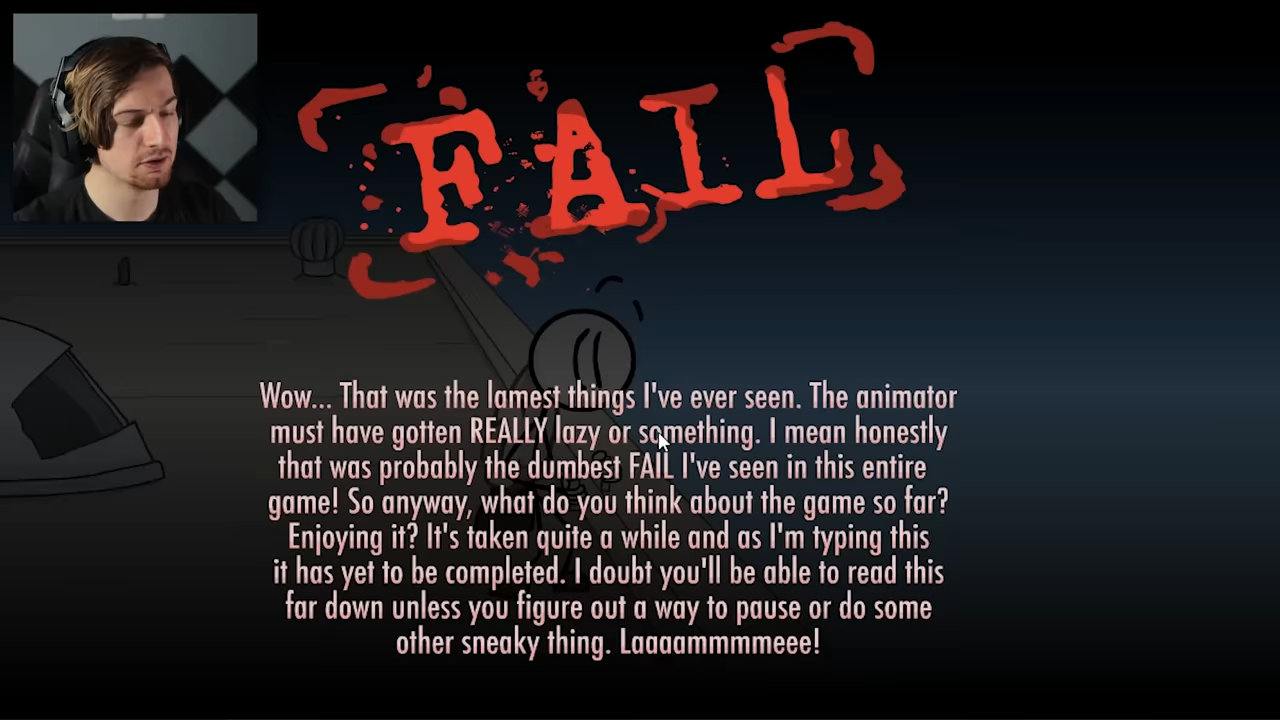 FAIL
Wow... That was the lamest things I've ever seen. The animator
must have gotten REALLY lazy or something. I mean honestly
that was probably the dumbest FAIL I've seen in this entire
game! So anyway, what do you think about the game so far?
Enjoying it? It's taken quite a while and as I'm typing this
it has yet to be completed. I doubt you'll be able to read this
far down unless you figure out a way to pause or do some
other sneaky thing. Laaaammmmeee!